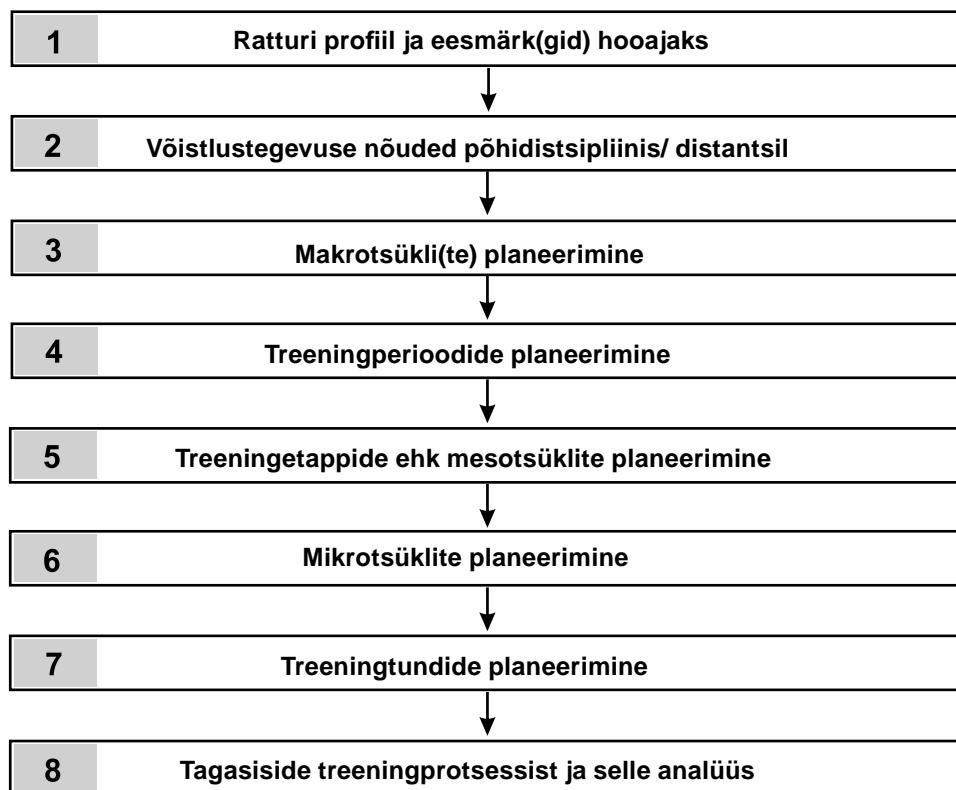 1 Ratturi profiil ja eesmärk(gid) hooajaks
2 Võistlustegevuse nõuded põhidistsipliinis/ distantsil
3 Makrotsükli(te) planeerimine
4 Treeningperioodide planeerimine
5 Treeningetappide ehk mesotsüklite planeerimine
6 Mikrotsüklite planeerimine
7 Treeningtundide planeerimine
8 Tagasiside treeningprotsessist ja selle analüüs